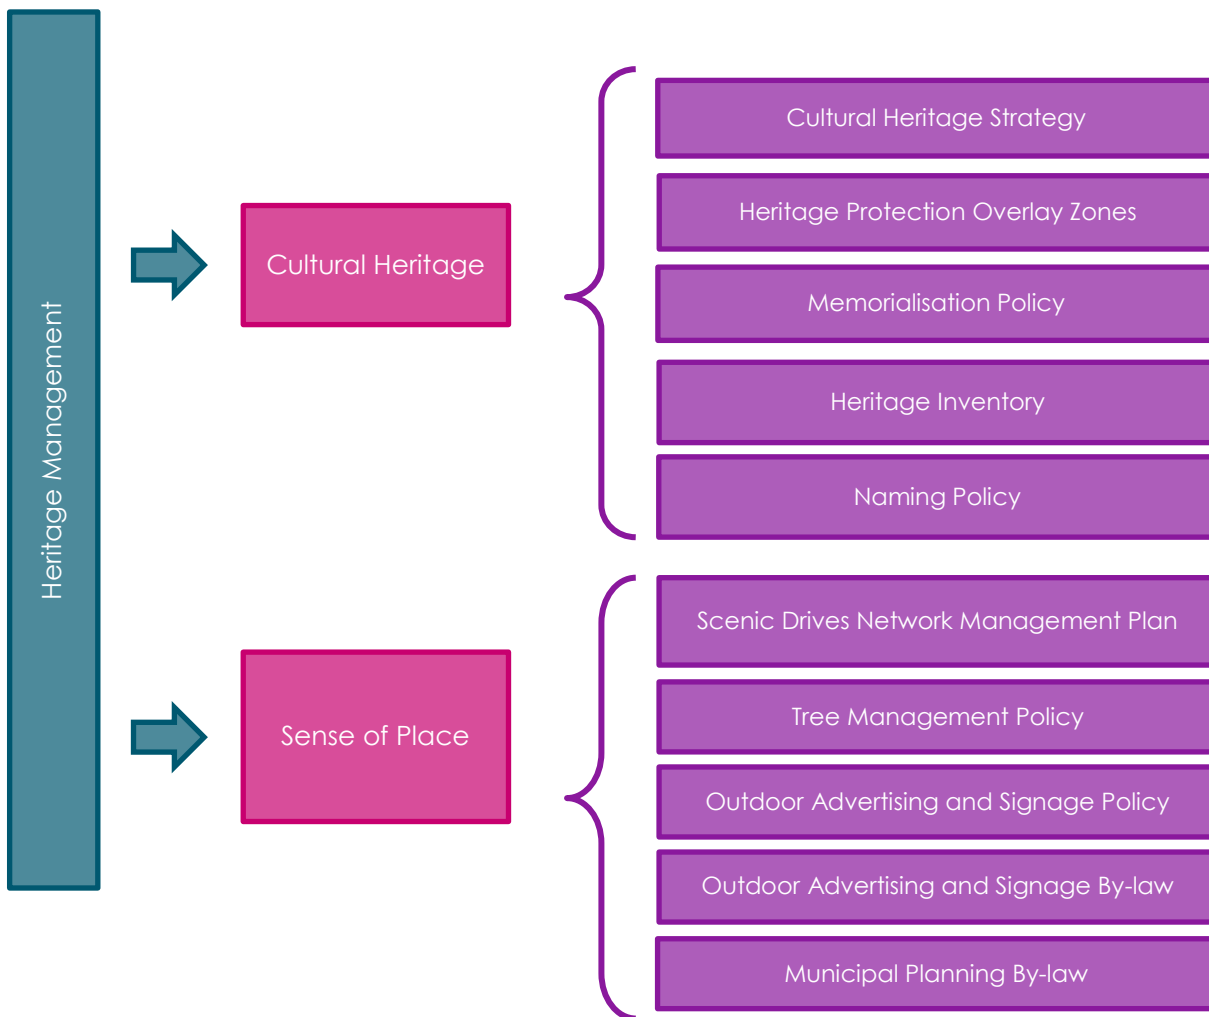 Heritage Management
Cultural Heritage
Cultural Heritage Strategy
Heritage Protection Overlay Zones
Memorialisation Policy
Heritage Inventory
Naming Policy
Sense of Place
Scenic Drives Network Management Plan
Tree Management Policy
Outdoor Advertising and Signage Policy
Outdoor Advertising and Signage By-law
Municipal Planning By-law